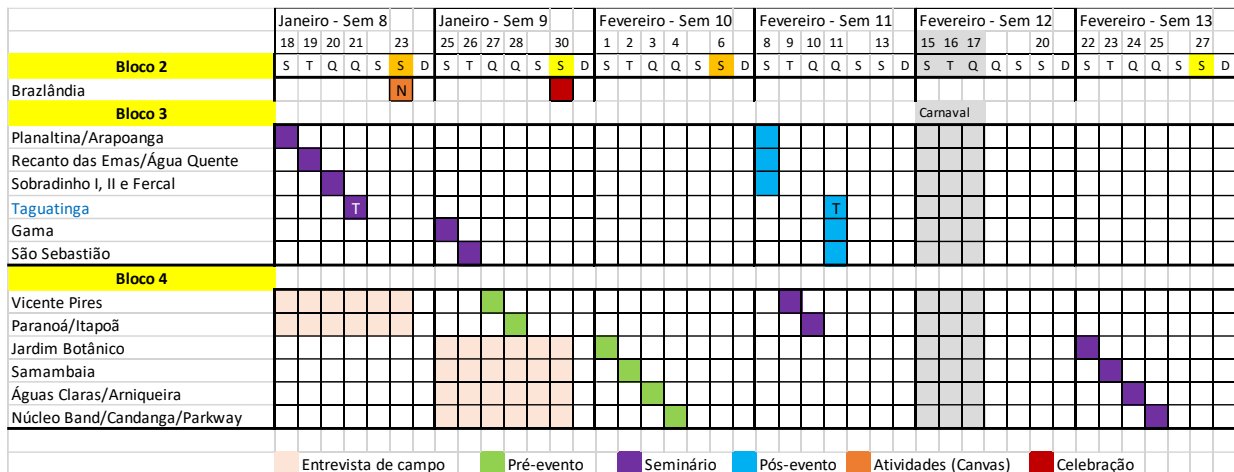 Janeiro - Sem 8 Janeiro - Sem 9 Fevereiro - Sem 10 Fevereiro - Sem 11 Fevereiro - Sem 12 Fevereiro - Sem 13
18 19 20 21 23 25 26 27 28 30 1 2 3 4 6 8 9 10 11 13 15 16 17 20 22 23 24 25 27
Bloco 2 S T Q Q S S D S T Q Q S S D S T Q Q S S D S T Q Q S S D S T Q Q S S D S T Q Q S S D
Brazlândia N
Bloco 3 Carnaval
Planaltina/Arapoanga
Recanto das Emas/Água Quente
Sobradinho I, II e Fercal
Taguatinga T T
Gama
São Sebastião
Bloco 4
Vicente Pires
Paranoá/Itapoã
Jardim Botânico
Samambaia
Águas Claras/Arniqueira
Núcleo Band/Candanga/Parkway
Entrevista de campo Pré-evento Seminário Pós-evento Atividades (Canvas) Celebração